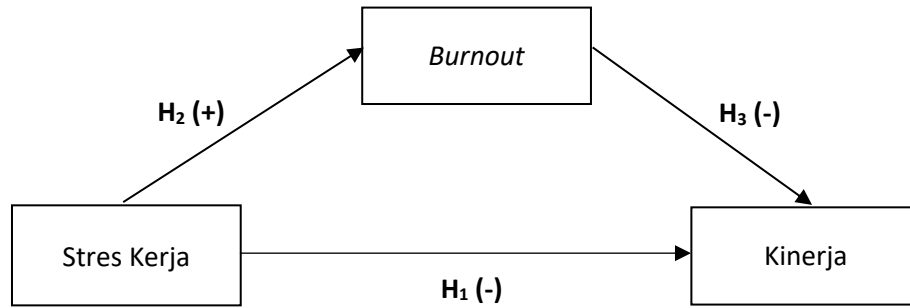 Burnout
H₂ (+)
H₃ (-)
Stres Kerja
Kinerja
H₁ (-)